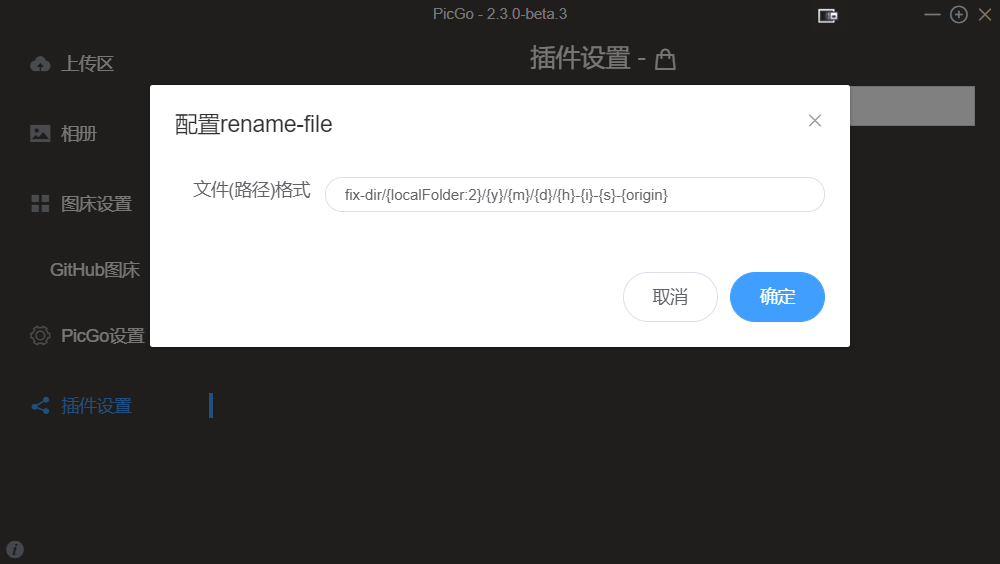 PicGo - 2.3.0-beta.3
上传区
相册
图床设置
GitHub图床
PicGo设置
插件设置
插件设置 -
配置rename-file
文件(路径)格式
fix-dir/{localFolder:2}/{y}/{m}/{d}/{h}-{i}-{s}-{origin}
取消
确定